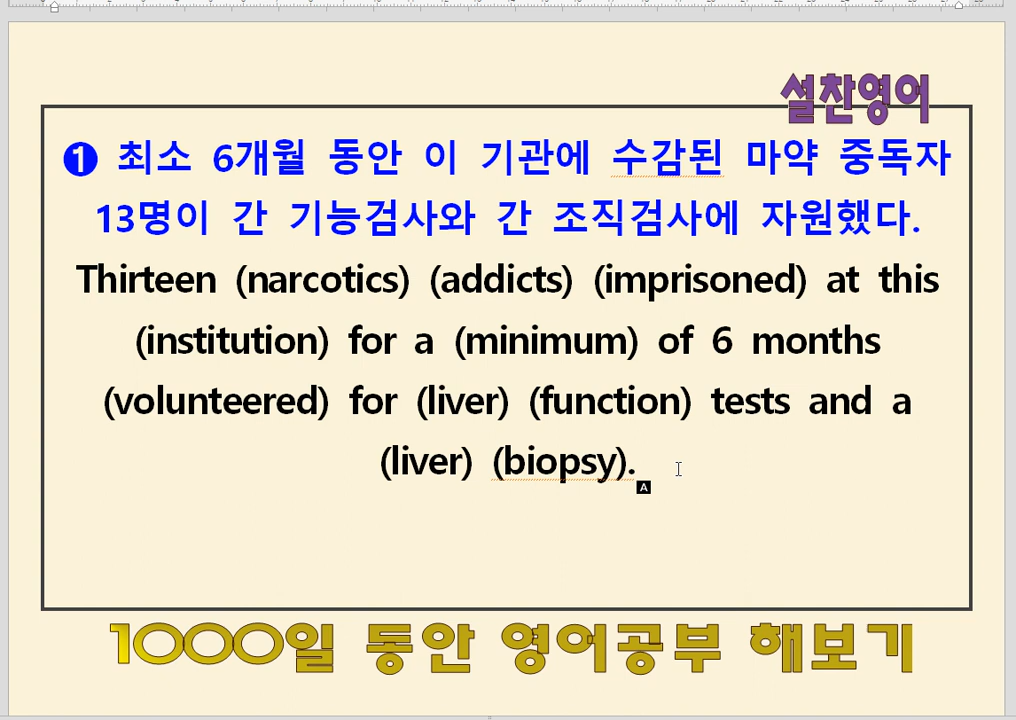 설찬영어
❶ 최소 6개월 동안 이 기관에 수감된 마약 중독자
13명이 간 기능검사와 간 조직검사에 자원했다.
Thirteen (narcotics) (addicts) (imprisoned) at this
(institution) for a (minimum) of 6 months
(volunteered) for (liver) (function) tests and a
(liver) (biopsy).
A
1000일 동안 영어공부 해보기